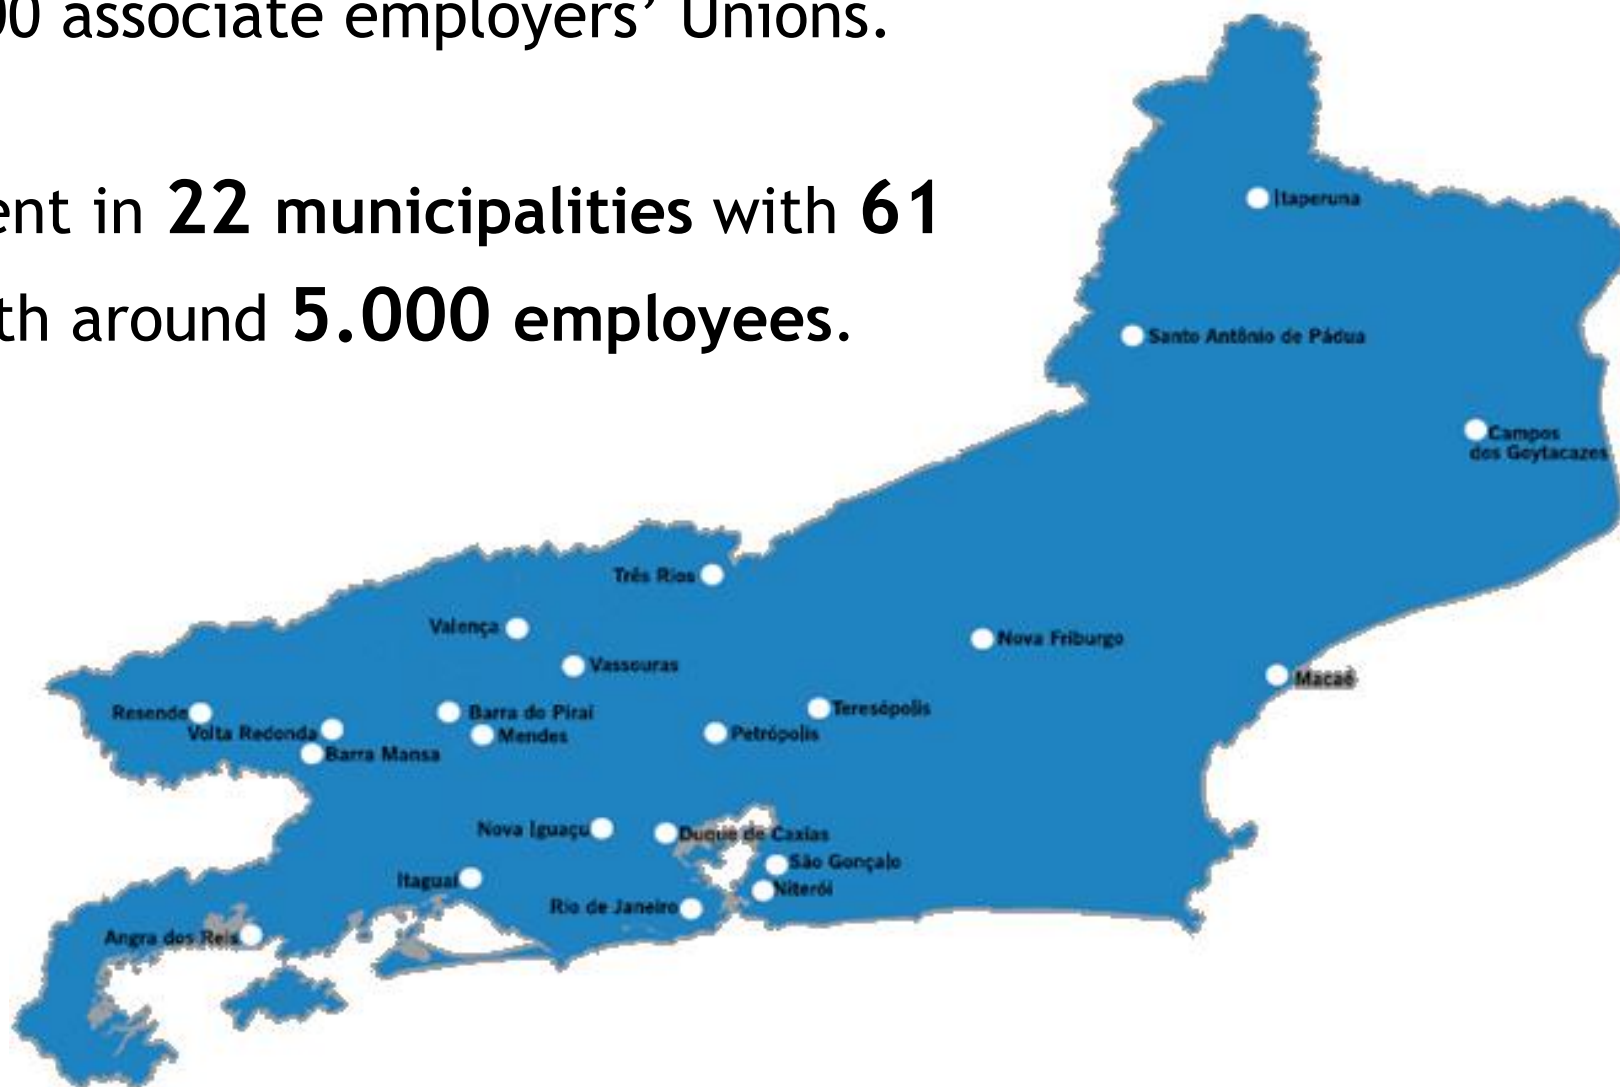 00 associate employers' Unions.
ent in 22 municipalities with 61
th around 5.000 employees.
Itaperuna
Santo Antônio de Pádua
Campos
dos Goytacazes
Três Rios
Valença
Nova Friburgo
Vassouras
Macaé
Resende
Barra do Piraí
Teresópolis
Volta Redonda
Mendes
Petrópolis
Barra Mansa
Nova Iguaçu
Duque de Caxias
São Gonçalo
Itaguaí
Niterói
Rio de Janeiro
Angra dos Reis